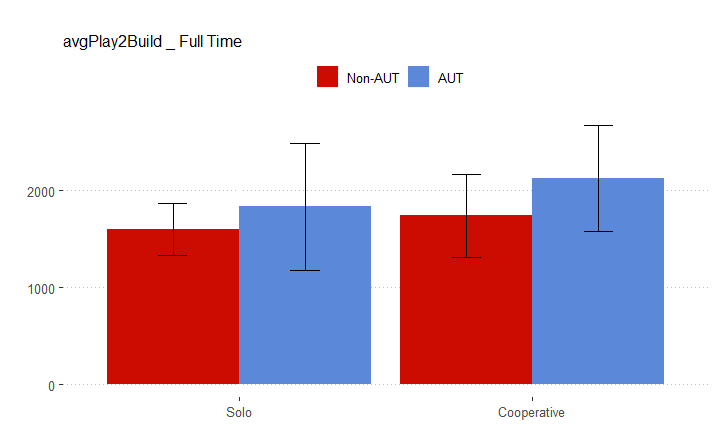 avgPlay2Build _ Full Time
Non-AUT AUT
2000
1000
0
Solo Cooperative